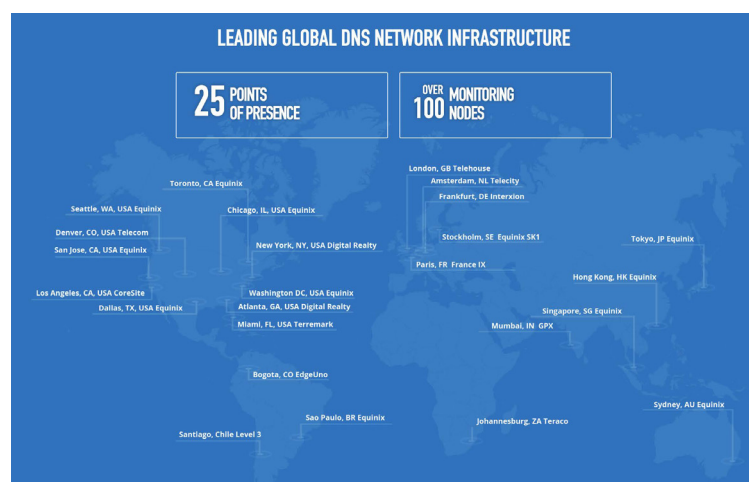 LEADING GLOBAL DNS NETWORK INFRASTRUCTURE
25 POINTS
OF PRESENCE
OVER
100 MONITORING
NODES
London, GB Telehouse
Amsterdam, NL Telecity
Toronto, CA Equinix
Frankfurt, DE Interxion
Seattle, WA, USA Equinix
Chicago, IL, USA Equinix
Denver, CO, USA Telecom
Stockholm, SE Equinix SK1
Tokyo, JP Equinix
San Jose, CA, USA Equinix
New York, NY, USA Digital Realty
Paris, FR France IX
Hong Kong, HK Equinix
Los Angeles, CA, USA CoreSite
Washington DC, USA Equinix
Dallas, TX, USA Equinix
Atlanta, GA, USA Digital Realty
Singapore, SG Equinix
Miami, FL, USA Terremark
Mumbai, IN GPX
Bogota, CO EdgeUno
Sydney, AU Equinix
Sao Paulo, BR Equinix
Johannesburg, ZA Teraco
Santiago, Chile Level 3